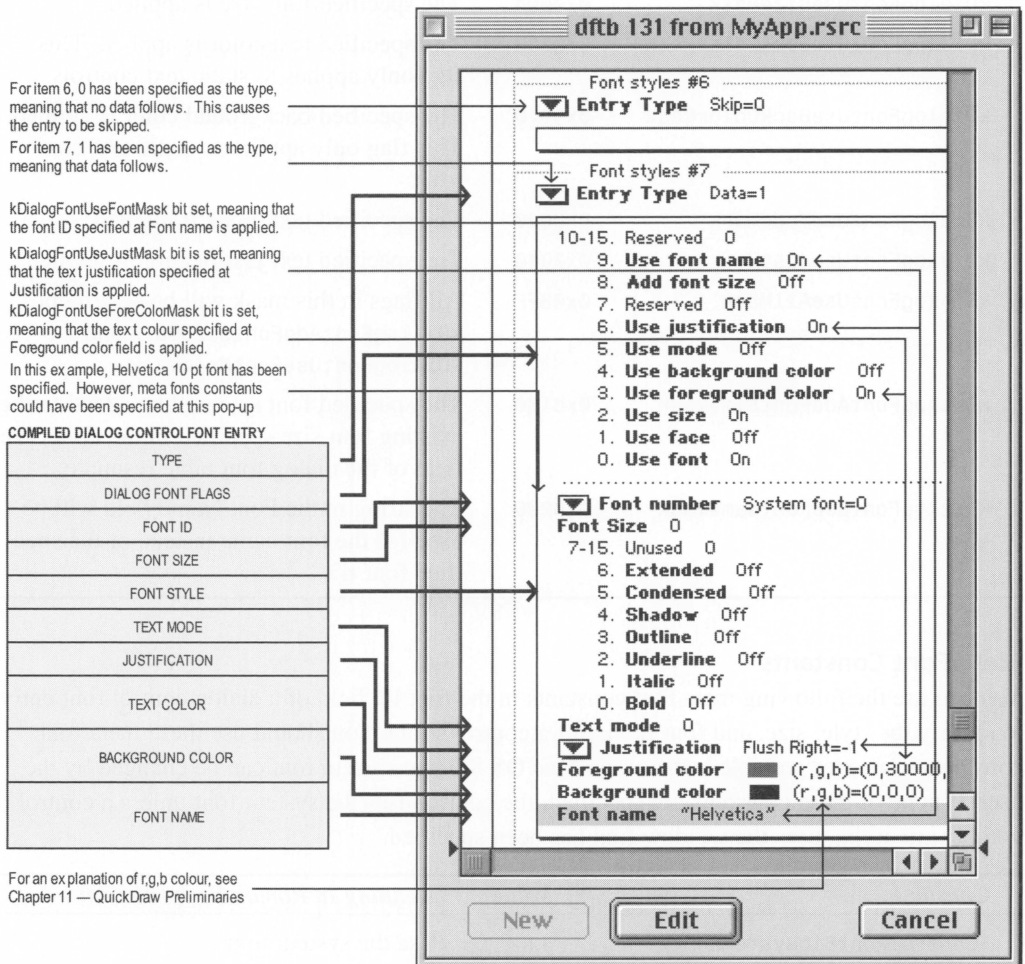 For item 6, 0 has been specified as the type,
meaning that no data follows. This causes
the entry to be skipped.
For item 7, 1 has been specified as the type,
meaning that data follows.
kDialogFontUseFontMask bit set, meaning that
the font ID specified at Font name is applied.
kDialogFontUseJustMask bit is set, meaning
that the text justification specified at
Justification is applied.
kDialogFontUseForeColorMask bit is set,
meaning that the text colour specified at
Foreground color field is applied.
In this example, Helvetica 10 pt font has been
specified. However, meta fonts constants
could have been specified at this pop-up
COMPILED DIALOG CONTROLFONT ENTRY
TYPE
DIALOG FONT FLAGS
FONT ID
FONT SIZE
FONT STYLE
TEXT MODE
JUSTIFICATION
TEXT COLOR
BACKGROUND COLOR
FONT NAME
For an explanation of r,g,b colour, see
Chapter 11 — QuickDraw Preliminaries
dftb 131 from MyApp.rsrc
Font styles #6
Entry Type Skip=0
Font styles #7
Entry Type Data=1
10-15. Reserved 0
9. Use font name On
8. Add font size Off
7. Reserved Off
6. Use justification On
5. Use mode Off
4. Use background color Off
3. Use foreground color On
2. Use size On
1. Use face Off
0. Use font On
Font number System font=0
Font Size 0
7-15. Unused 0
6. Extended Off
5. Condensed Off
4. Shadow Off
3. Outline Off
2. Underline Off
1. Italic Off
0. Bold Off
Text mode 0
Justification Flush Right=-1
Foreground color (r,g,b)=(0,30000,
Background color (r,g,b)=(0,0,0)
Font name "Helvetica"
New
Edit
Cancel